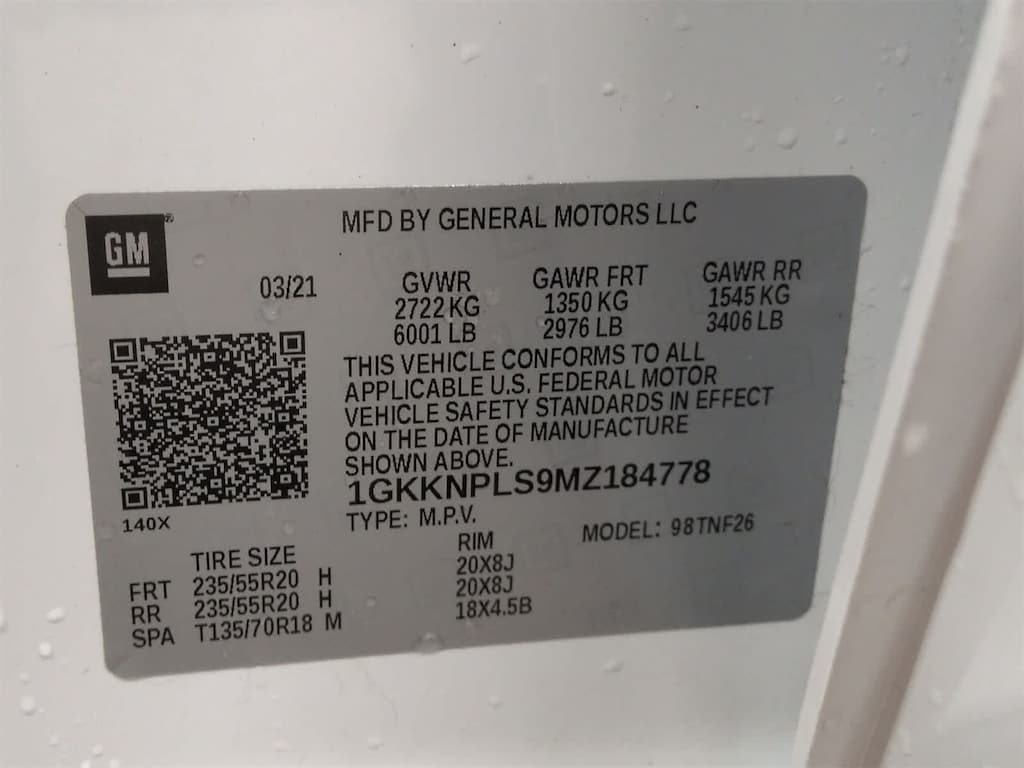 GM®
MFD BY GENERAL MOTORS LLC
03/21 GVWR GAWR FRT GAWR RR
2722 KG 1350 KG 1545 KG
6001 LB 2976 LB 3406 LB
THIS VEHICLE CONFORMS TO ALL
APPLICABLE U.S. FEDERAL MOTOR
VEHICLE SAFETY STANDARDS IN EFFECT
ON THE DATE OF MANUFACTURE
SHOWN ABOVE.
1GKKNPLS9MZ184778
140X
TYPE: M.P.V. MODEL: 98TNF26
TIRE SIZE RIM
FRT 235/55R20 H 20X8J
RR 235/55R20 H 20X8J
SPA T135/70R18 M 18X4.5B